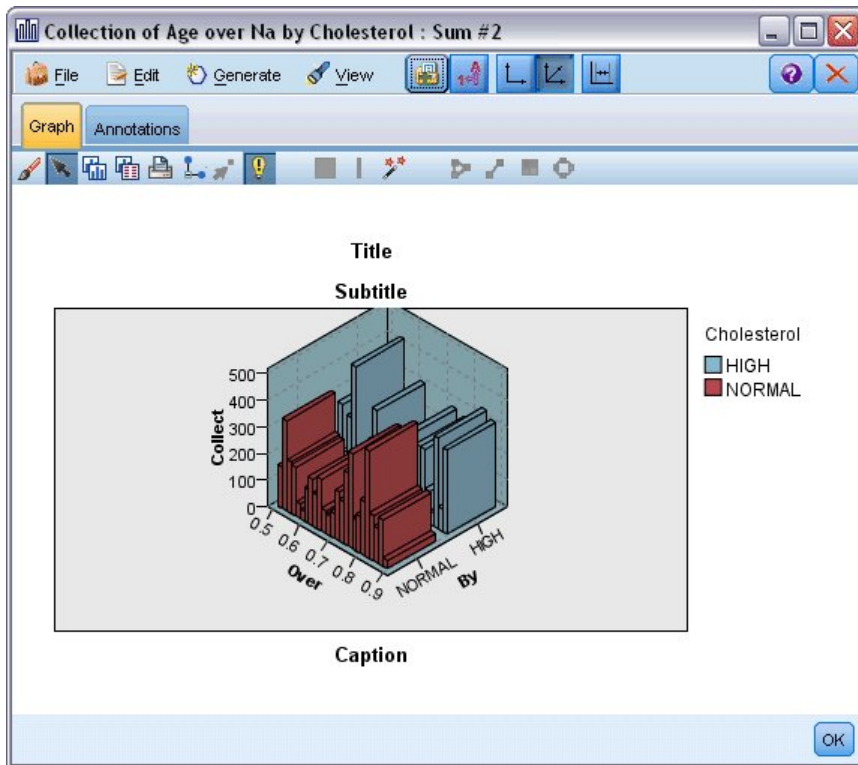 Collection of Age over Na by Cholesterol : Sum #2
File Edit Generate View
Graph Annotations
Title
Subtitle
Cholesterol
HIGH
NORMAL
Collect
500
400
300
200
100
0
0.5 0.6 0.7 0.8 0.9
Over
NORMAL HIGH
By
Caption
OK